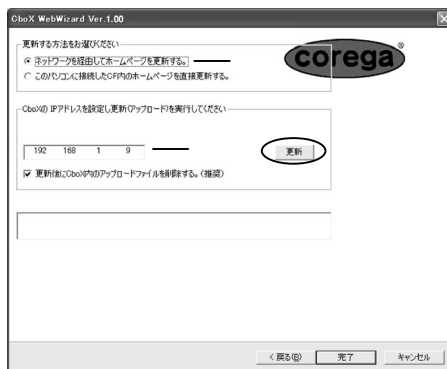 CboX WebWizard Ver.1.00
更新する方法をお選びください
ネットワークを経由してホームページを更新する。
このパソコンに接続したCF内のホームページを直接更新する。
corega®
CboXの IPアドレスを設定し更新(アップロード)を実行してください
192 168 1 9
更新
更新後にCboX内のアップロードファイルを削除する。(推奨)
< 戻る(B)
完了
キャンセル